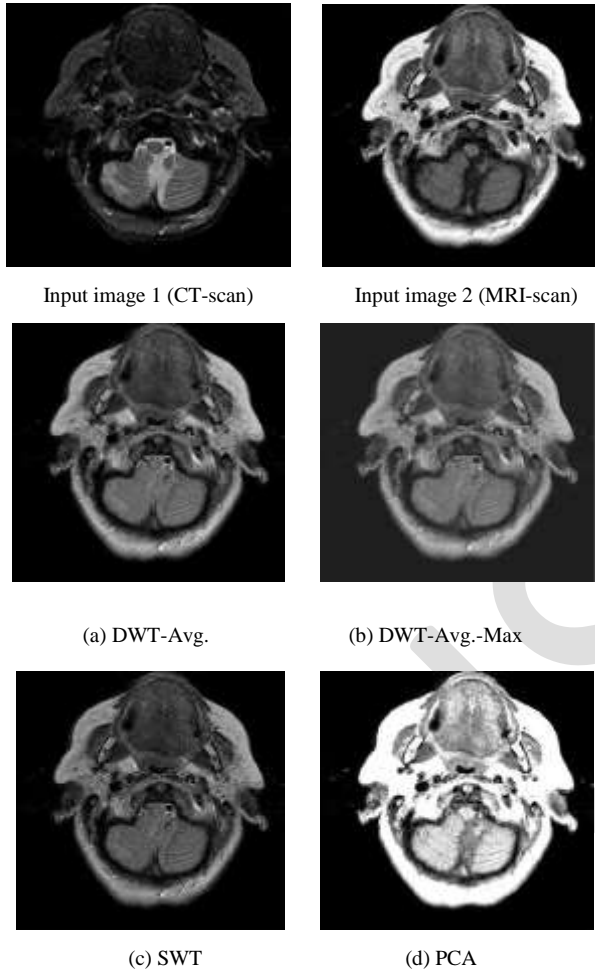 Input image 1 (CT-scan) Input image 2 (MRI-scan)
(a) DWT-Avg. (b) DWT-Avg.-Max
(c) SWT (d) PCA